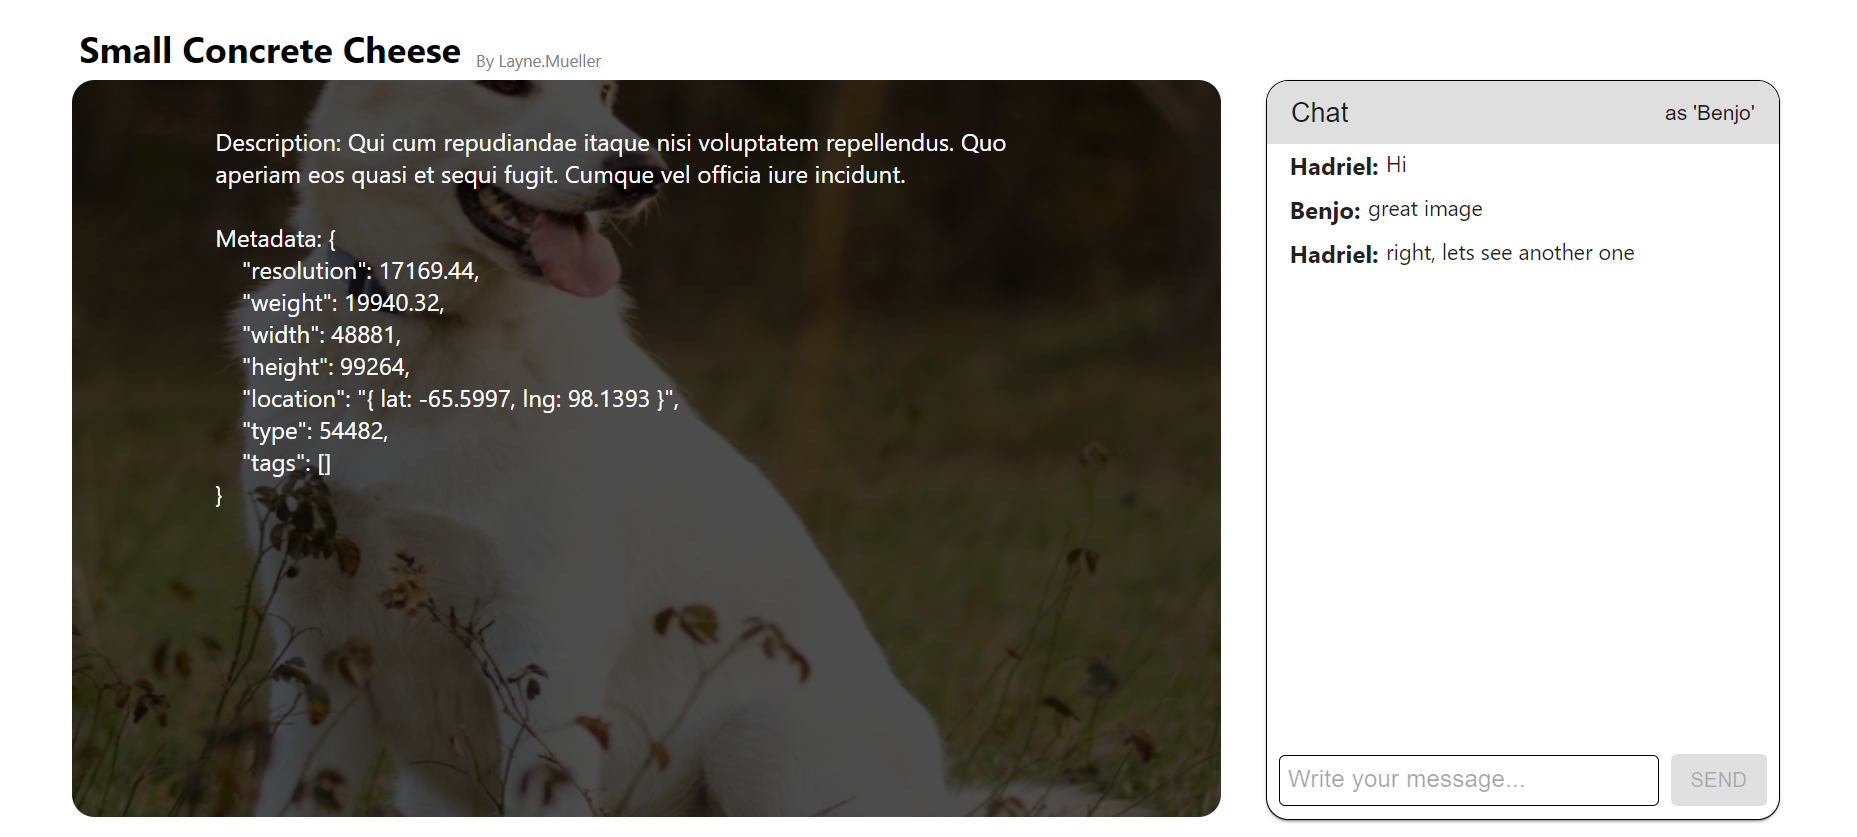 Small Concrete Cheese By Layne.Mueller
Description: Qui cum repudiandae itaque nisi voluptatem repellendus. Quo
aperiam eos quasi et sequi fugit. Cumque vel officia iure incidunt.
Metadata: {
"resolution": 17169.44,
"weight": 19940.32,
"width": 48881,
"height": 99264,
"location": "{ lat: -65.5997, lng: 98.1393 }",
"type": 54482,
"tags": []
}
Chat as 'Benjo'
Hadriel: Hi
Benjo: great image
Hadriel: right, lets see another one
Write your message...
SEND